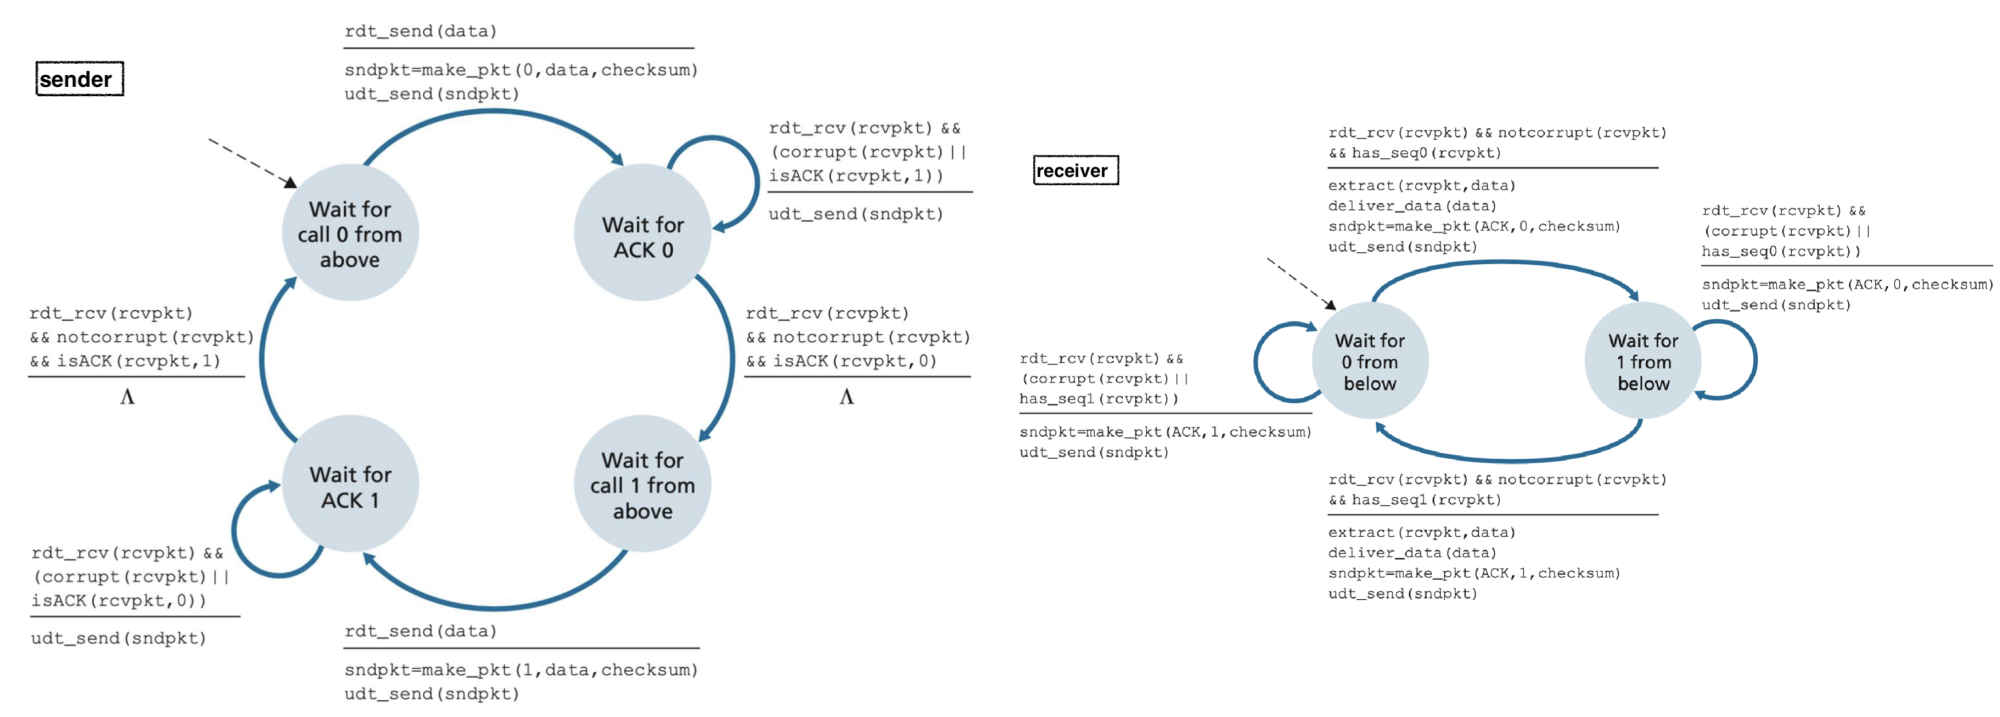 sender
rdt_send(data)
sndpkt=make_pkt(0,data,checksum)
udt_send(sndpkt)
rdt_rcv(rcvpkt) &&
(corrupt(rcvpkt)||
isACK(rcvpkt,1))
udt_send(sndpkt)
Wait for
call 0 from
above
Wait for
ACK 0
rdt_rcv(rcvpkt)
&& notcorrupt(rcvpkt)
&& isACK(rcvpkt,1)
Λ
rdt_rcv(rcvpkt)
&& notcorrupt(rcvpkt)
&& isACK(rcvpkt,0)
Λ
Wait for
ACK 1
Wait for
call 1 from
above
rdt_rcv(rcvpkt) &&
(corrupt(rcvpkt)||
isACK(rcvpkt,0))
udt_send(sndpkt)
rdt_send(data)
sndpkt=make_pkt(1,data,checksum)
udt_send(sndpkt)
receiver
rdt_rcv(rcvpkt) && notcorrupt(rcvpkt)
&& has_seq0(rcvpkt)
extract(rcvpkt,data)
deliver_data(data)
sndpkt=make_pkt(ACK,0,checksum)
udt_send(sndpkt)
rdt_rcv(rcvpkt) &&
(corrupt(rcvpkt)||
has_seq0(rcvpkt))
sndpkt=make_pkt(ACK,0,checksum)
udt_send(sndpkt)
Wait for
0 from
below
Wait for
1 from
below
rdt_rcv(rcvpkt) &&
(corrupt(rcvpkt)||
has_seq1(rcvpkt))
sndpkt=make_pkt(ACK,1,checksum)
udt_send(sndpkt)
rdt_rcv(rcvpkt) && notcorrupt(rcvpkt)
&& has_seq1(rcvpkt)
extract(rcvpkt,data)
deliver_data(data)
sndpkt=make_pkt(ACK,1,checksum)
udt_send(sndpkt)